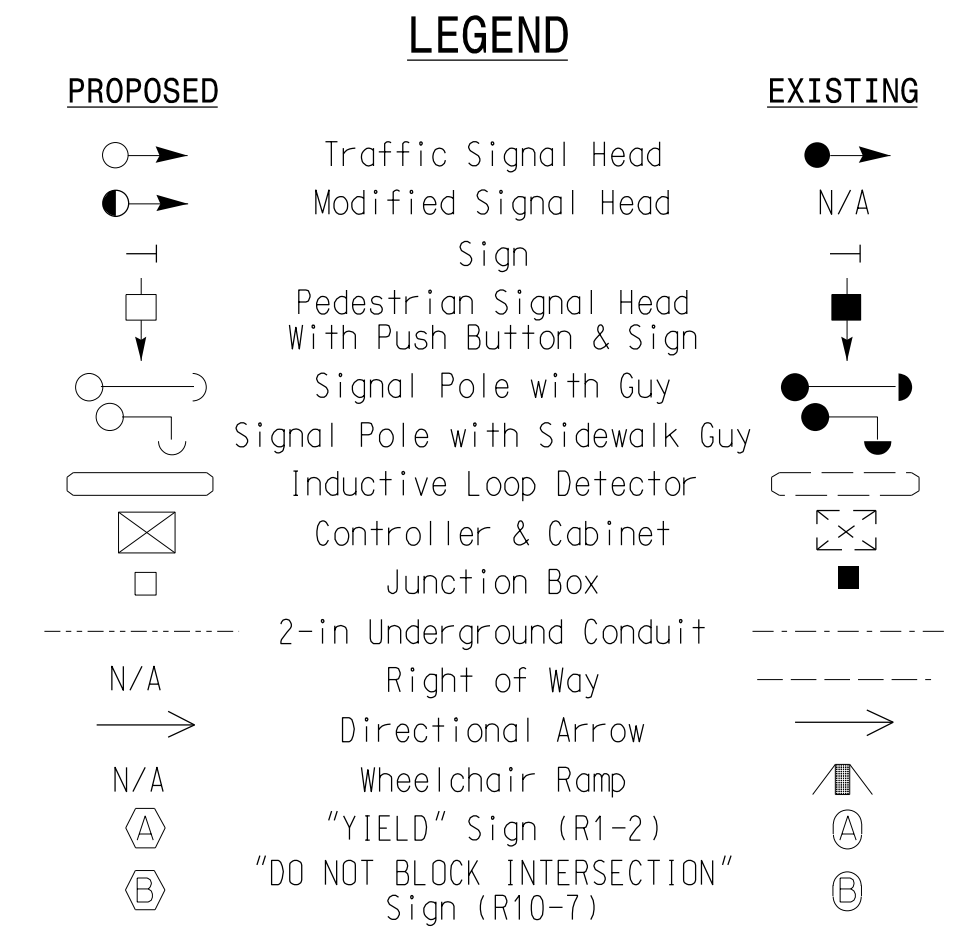 LEGEND
PROPOSED EXISTING
Traffic Signal Head
Modified Signal Head N/A
Sign
Pedestrian Signal Head
With Push Button & Sign
Signal Pole with Guy
Signal Pole with Sidewalk Guy
Inductive Loop Detector
Controller & Cabinet
Junction Box
2-in Underground Conduit
N/A Right of Way
Directional Arrow
N/A Wheelchair Ramp
A "YIELD" Sign (R1-2) A
"DO NOT BLOCK INTERSECTION"
B B
Sign (R10-7)